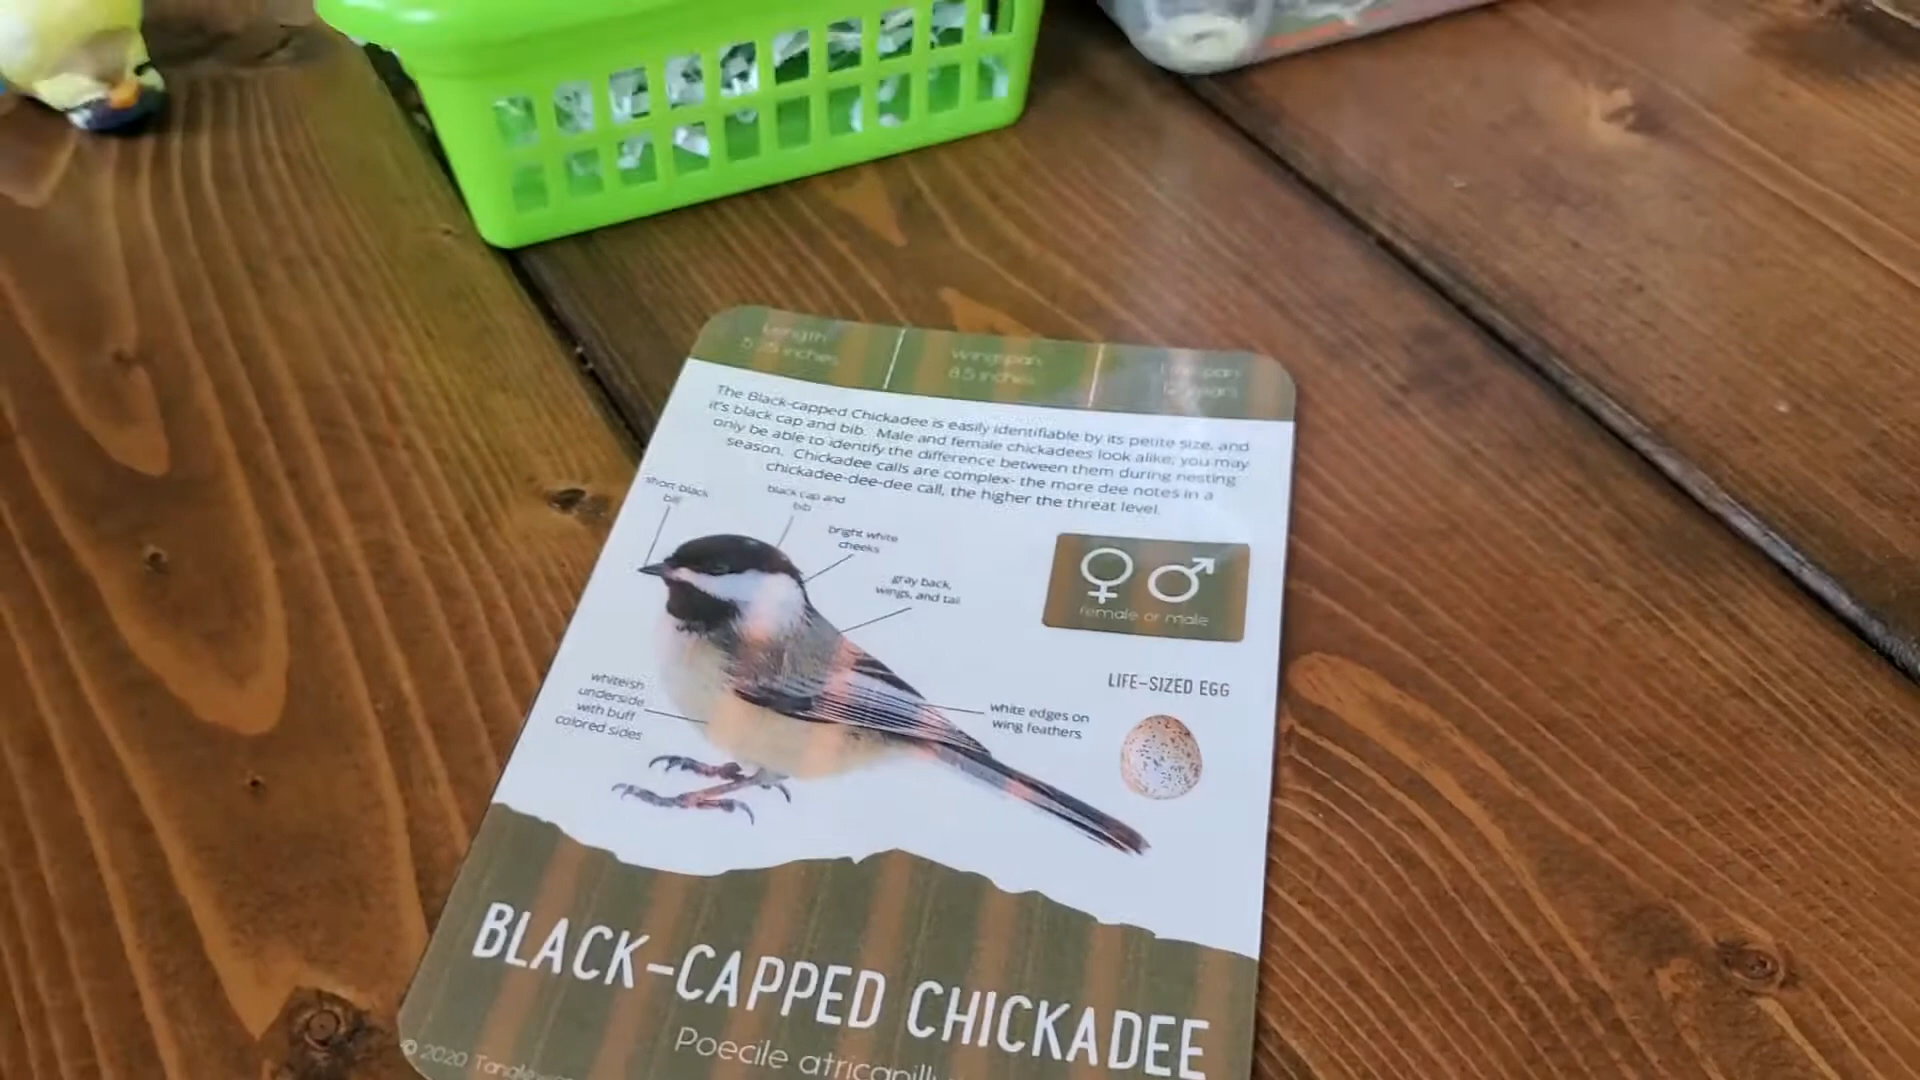 Length
5.25 inches
Wingspan
8.5 inches
The Black-capped Chickadee is easily identifiable by its petite size, and
it's black cap and bib. Male and female chickadees look alike; you may
only be able to identify the difference between them during nesting
season. Chickadee calls are complex- the more dee notes in a
chickadee-dee-dee call, the higher the threat level.
short black
bill
black cap and
bib
bright white
cheeks
gray back,
wings, and tail
female or male
LIFE-SIZED EGG
whiteish
underside
with buff
colored sides
white edges on
wing feathers
BLACK-CAPPED CHICKADEE
Poecile
© 2020